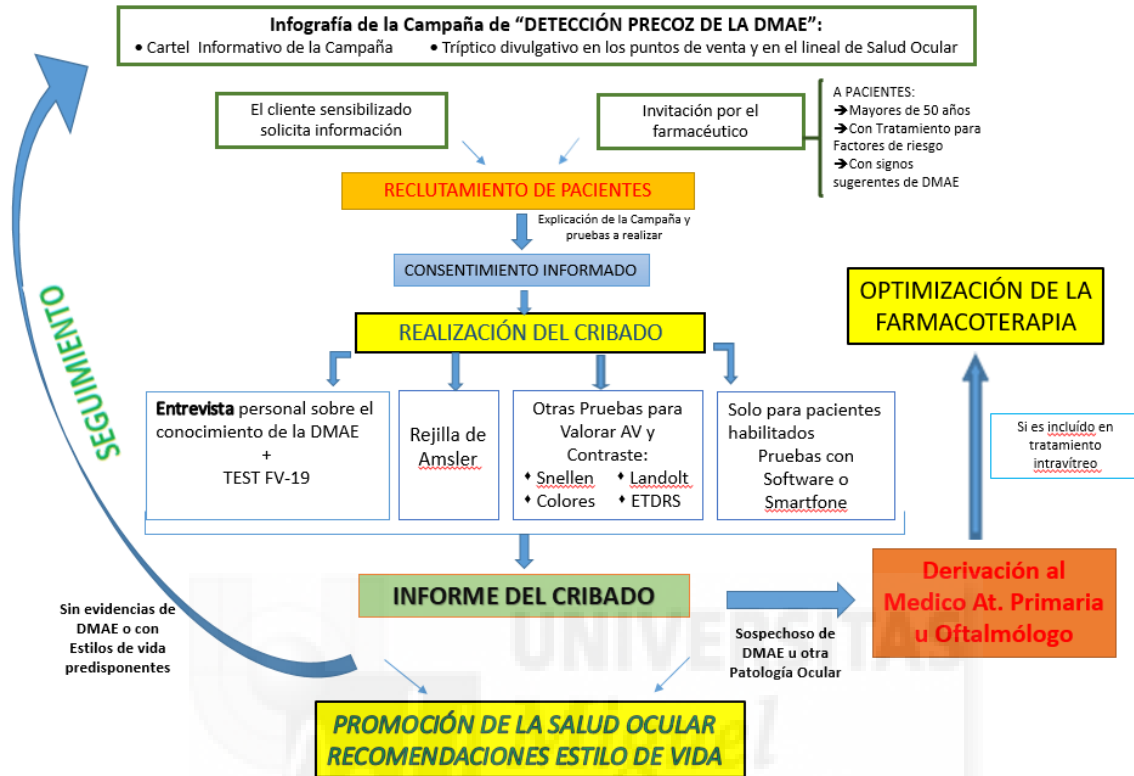 Infografía de la Campaña de “DETECCIÓN PRECOZ DE LA DMAE”:
• Cartel Informativo de la Campaña • Tríptico divulgativo en los puntos de venta y en el lineal de Salud Ocular
El cliente sensibilizado
solicita información
Invitación por el
farmacéutico
A PACIENTES:
➔Mayores de 50 años
➔Con Tratamiento para
Factores de riesgo
➔Con signos
sugerentes de DMAE
RECLUTAMIENTO DE PACIENTES
Explicación de la Campaña y
pruebas a realizar
CONSENTIMIENTO INFORMADO
REALIZACIÓN DEL CRIBADO
OPTIMIZACIÓN DE LA
FARMACOTERAPIA
SEGUIMIENTO
Entrevista personal sobre el
conocimiento de la DMAE
+
TEST FV-19
Rejilla de
Amsler
Otras Pruebas para
Valorar AV y
Contraste:
♦ Snellen ♦ Landolt
♦ Colores ♦ ETDRS
Solo para pacientes
habilitados
Pruebas con
Software o
Smartfone
Si es incluído en
tratamiento
intravítreo
INFORME DEL CRIBADO
Derivación al
Medico At. Primaria
u Oftalmólogo
Sin evidencias de
DMAE o con
Estilos de vida
predisponentes
Sospechoso de
DMAE u otra
Patología Ocular
PROMOCIÓN DE LA SALUD OCULAR
RECOMENDACIONES ESTILO DE VIDA
UNIVERSITAS
Miguel